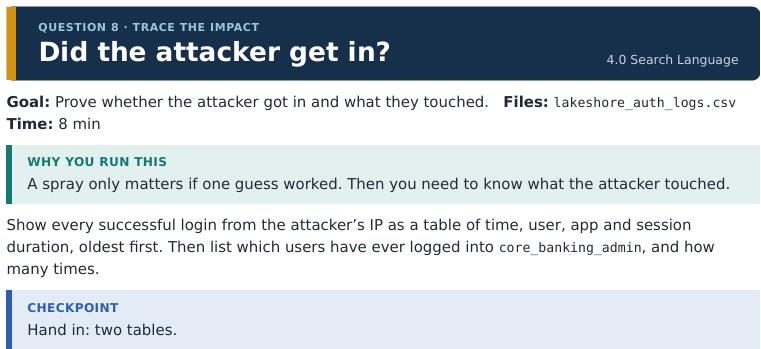 QUESTION 8 · TRACE THE IMPACT
Did the attacker get in?
4.0 Search Language
Goal: Prove whether the attacker got in and what they touched. Files: lakeshore_auth_logs.csv
Time: 8 min
WHY YOU RUN THIS
A spray only matters if one guess worked. Then you need to know what the attacker touched.
Show every successful login from the attacker’s IP as a table of time, user, app and session
duration, oldest first. Then list which users have ever logged into core_banking_admin, and how
many times.
CHECKPOINT
Hand in: two tables.